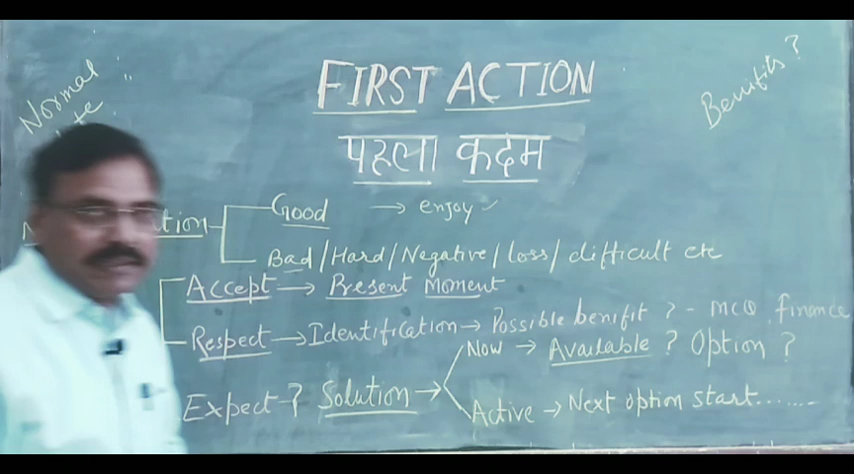 Normal
Benifits?
FIRST ACTION
पहला कदम
Good → enjoy ✓
Bad/Hard/Negative/loss/difficult etc
Accept → Present Moment
Respect → Identification → Possible benifit ? - MCQ, finance
Now → Available ? Option ?
Expect ? Solution →
Active → Next option start.......